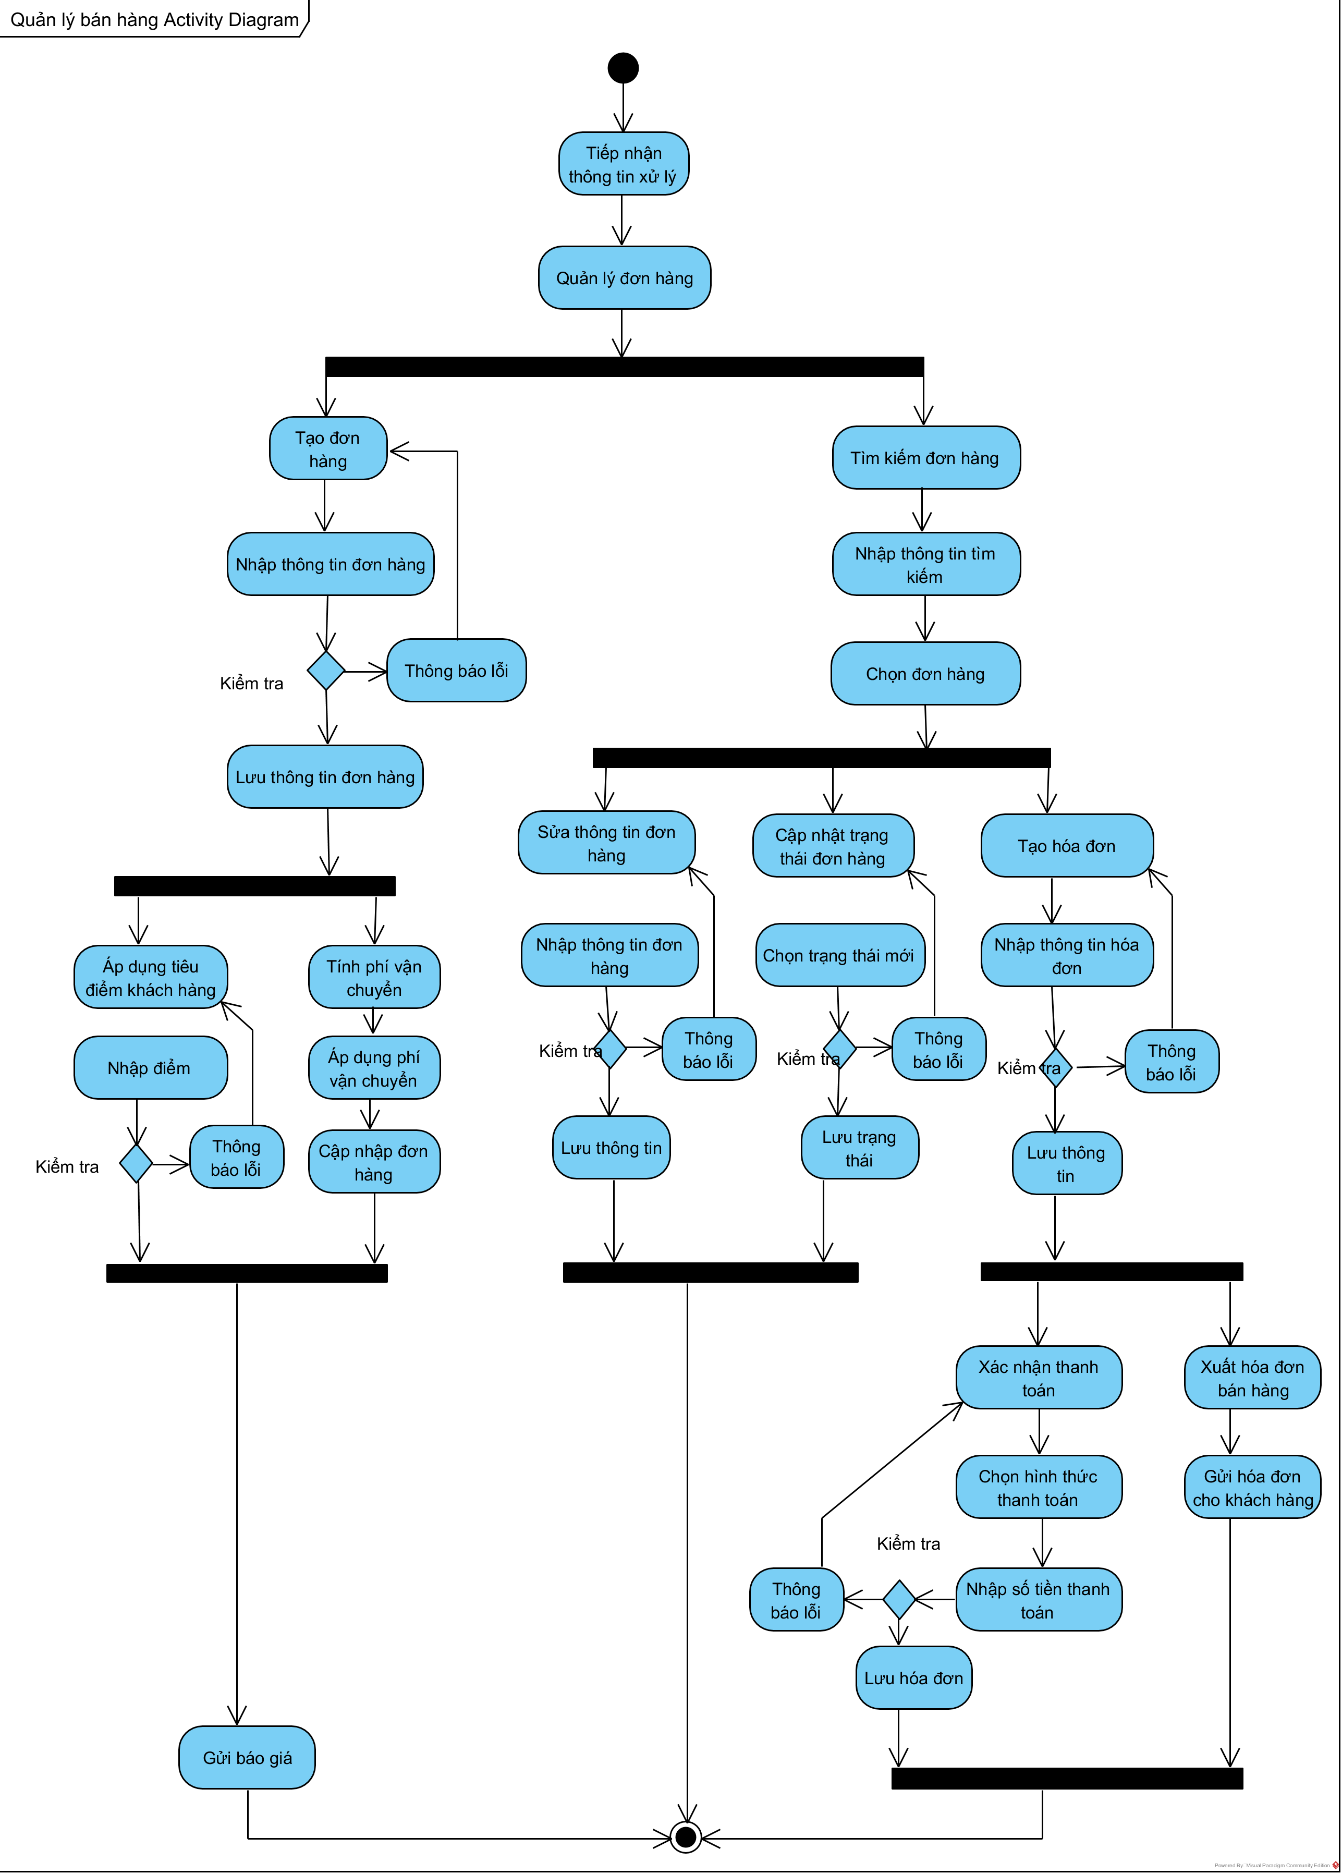 Quản lý bán hàng Activity Diagram
Tiếp nhận
thông tin xử lý
Quản lý đơn hàng
Tạo đơn
hàng
Tìm kiếm đơn hàng
Nhập thông tin đơn hàng
Nhập thông tin tìm
kiếm
Kiểm tra
Thông báo lỗi
Chọn đơn hàng
Lưu thông tin đơn hàng
Sửa thông tin đơn
hàng
Cập nhật trạng
thái đơn hàng
Tạo hóa đơn
Áp dụng tiêu
điểm khách hàng
Tính phí vận
chuyển
Nhập thông tin đơn
hàng
Chọn trạng thái mới
Nhập thông tin hóa
đơn
Nhập điểm
Áp dụng phí
vận chuyển
Kiểm tra
Thông
báo lỗi
Kiểm tra
Thông
báo lỗi
Kiểm tra
Thông
báo lỗi
Kiểm tra
Thông
báo lỗi
Cập nhập đơn
hàng
Lưu thông tin
Lưu trạng
thái
Lưu thông
tin
Xác nhận thanh
toán
Xuất hóa đơn
bán hàng
Chọn hình thức
thanh toán
Gửi hóa đơn
cho khách hàng
Kiểm tra
Thông
báo lỗi
Nhập số tiền thanh
toán
Lưu hóa đơn
Gửi báo giá
Powered By Visual Paradigm Community Edition